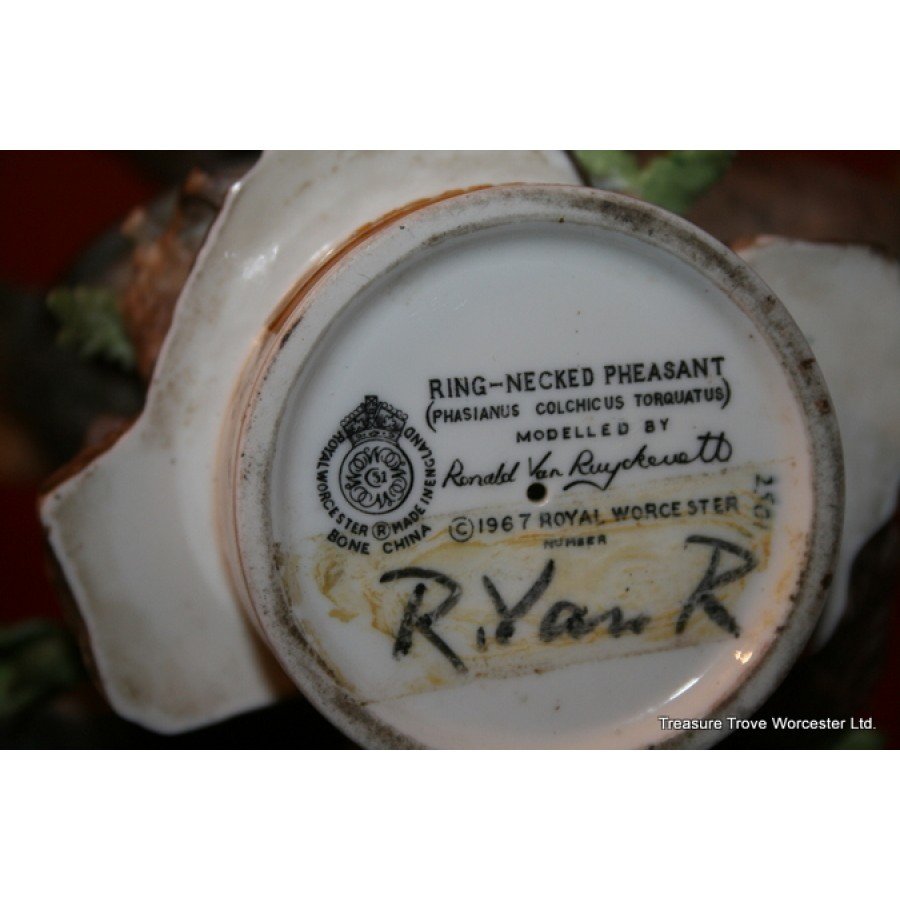 RING-NECKED PHEASANT
(PHASIANUS COLCHICUS TORQUATUS)
MODELLED BY
Ronald Van Ruyckevelt
ROYAL WORCESTER ® MADE IN ENGLAND
51
BONE CHINA
© 1967 ROYAL WORCESTER
NUMBER
R. Van R
Treasure Trove Worcester Ltd.